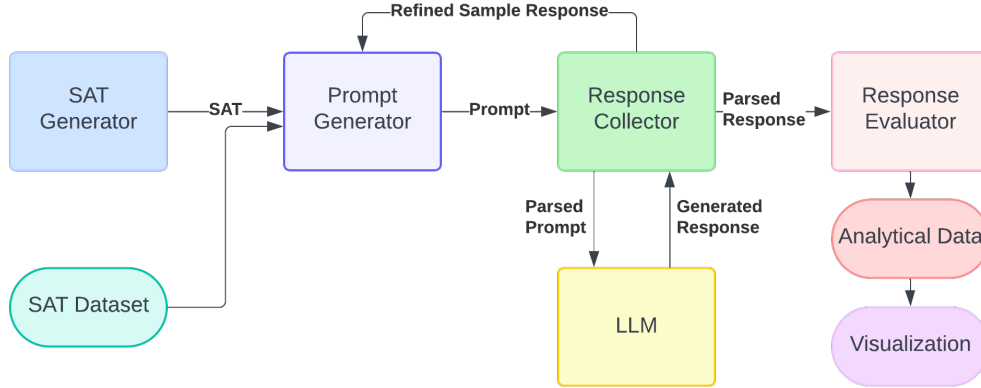 Refined Sample Response
SAT
Generator
SAT
Prompt
Generator
Prompt
Response
Collector
Parsed
Response
Response
Evaluator
Parsed
Prompt
Generated
Response
Analytical Data
SAT Dataset
LLM
Visualization